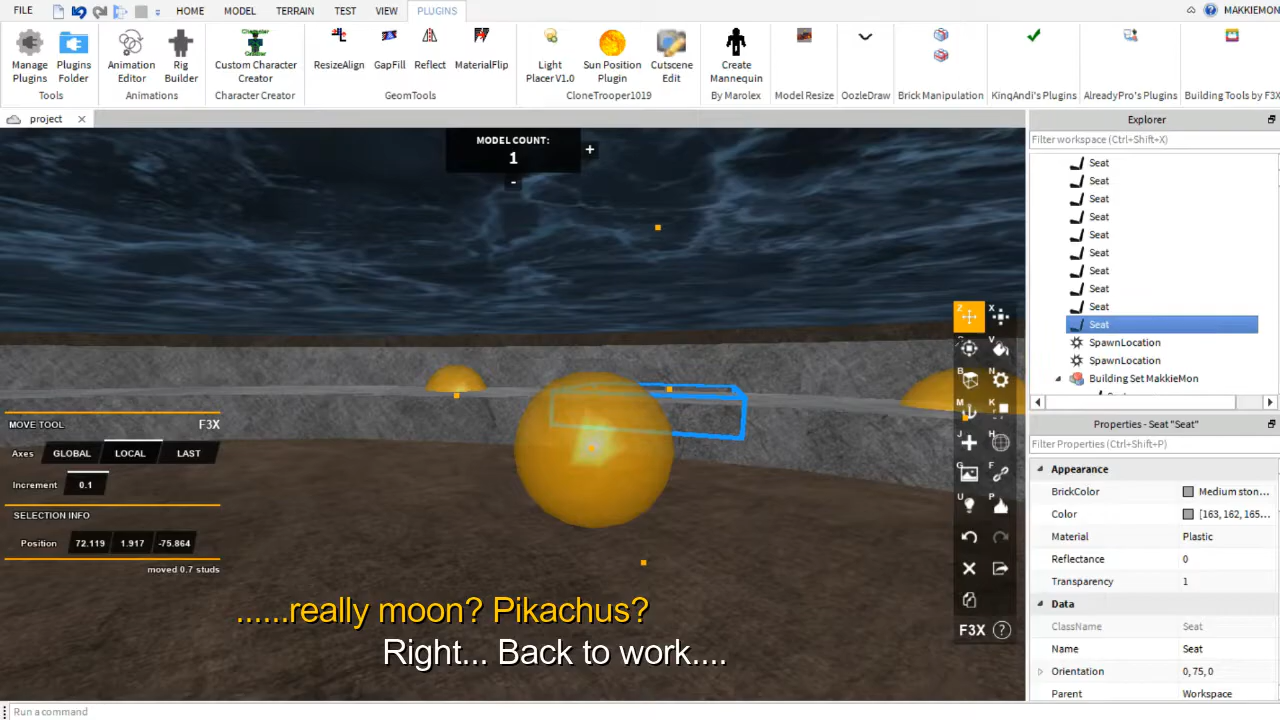 FILE
HOME
MODEL
TERRAIN
TEST
VIEW
PLUGINS
MAKKIEMON
Manage Plugins
Plugins Folder
Tools
Animation Editor
Rig Builder
Animations
Custom Character Creator
Character Creator
ResizeAlign
GapFill
Reflect
MaterialFlip
GeomTools
Light Placer V1.0
Sun Position Plugin
Cutscene Edit
CloneTrooper1019
Create Mannequin
By Marolex
Model Resize
OozleDraw
Brick Manipulation
KinqAndi's Plugins
AlreadyPro's Plugins
Building Tools by F3X
project
MODEL COUNT:
1
+
-
Explorer
Filter workspace (Ctrl+Shift+X)
Seat
Seat
Seat
Seat
Seat
Seat
Seat
Seat
Seat
Seat
SpawnLocation
SpawnLocation
Building Set MakkieMon
MOVE TOOL F3X
Axes GLOBAL LOCAL LAST
Increment 0.1
SELECTION INFO
Position 72.119 1.917 -75.864
moved 0.7 studs
Z X
V
B N
M K
J H
G F
U P
F3X ?
Properties - Seat "Seat"
Filter Properties (Ctrl+Shift+P)
Appearance
BrickColor Medium ston...
Color [163, 162, 165...
Material Plastic
Reflectance 0
Transparency 1
Data
ClassName Seat
Name Seat
Orientation 0, 75, 0
Parent Workspace
......really moon? Pikachus?
Right... Back to work....
Run a command